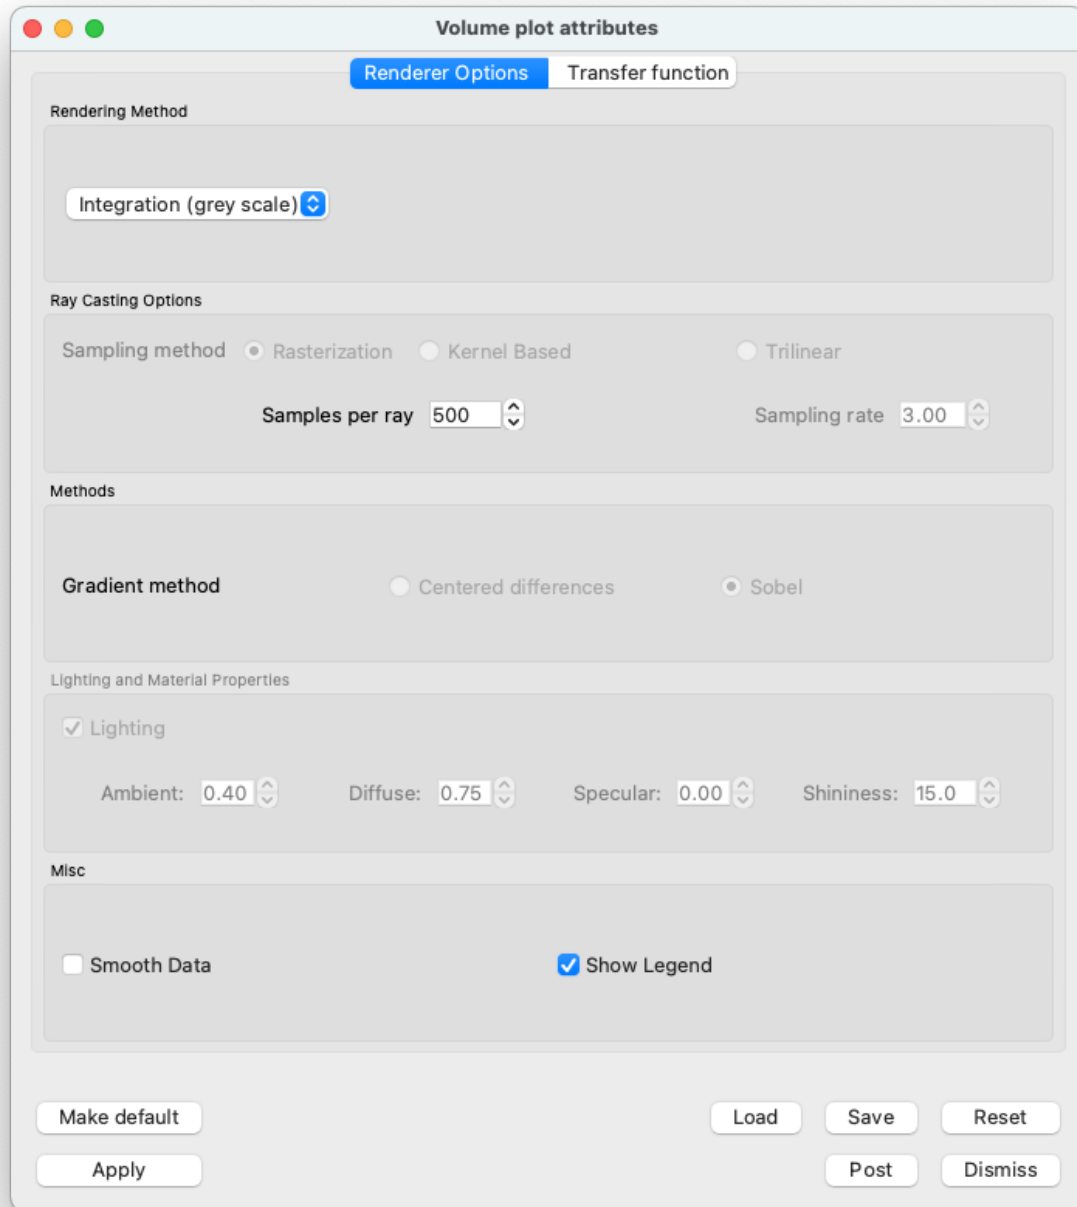 Volume plot attributes
Renderer Options Transfer function
Rendering Method
Integration (grey scale)
Ray Casting Options
Sampling method Rasterization Kernel Based Trilinear
Samples per ray 500 Sampling rate 3.00
Methods
Gradient method Centered differences Sobel
Lighting and Material Properties
Lighting
Ambient: 0.40 Diffuse: 0.75 Specular: 0.00 Shininess: 15.0
Misc
Smooth Data Show Legend
Make default Load Save Reset
Apply Post Dismiss